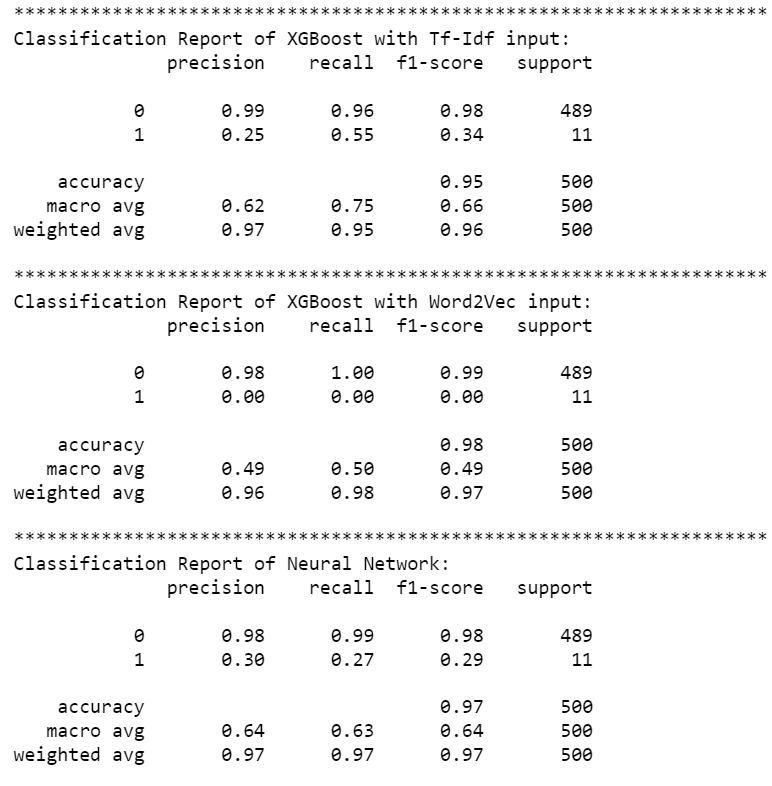 *********************************************************************
Classification Report of XGBoost with Tf-Idf input:
              precision    recall  f1-score   support

           0       0.99      0.96      0.98       489
           1       0.25      0.55      0.34        11

    accuracy                           0.95       500
   macro avg       0.62      0.75      0.66       500
weighted avg       0.97      0.95      0.96       500

*********************************************************************
Classification Report of XGBoost with Word2Vec input:
              precision    recall  f1-score   support

           0       0.98      1.00      0.99       489
           1       0.00      0.00      0.00        11

    accuracy                           0.98       500
   macro avg       0.49      0.50      0.49       500
weighted avg       0.96      0.98      0.97       500

*********************************************************************
Classification Report of Neural Network:
              precision    recall  f1-score   support

           0       0.98      0.99      0.98       489
           1       0.30      0.27      0.29        11

    accuracy                           0.97       500
   macro avg       0.64      0.63      0.64       500
weighted avg       0.97      0.97      0.97       500